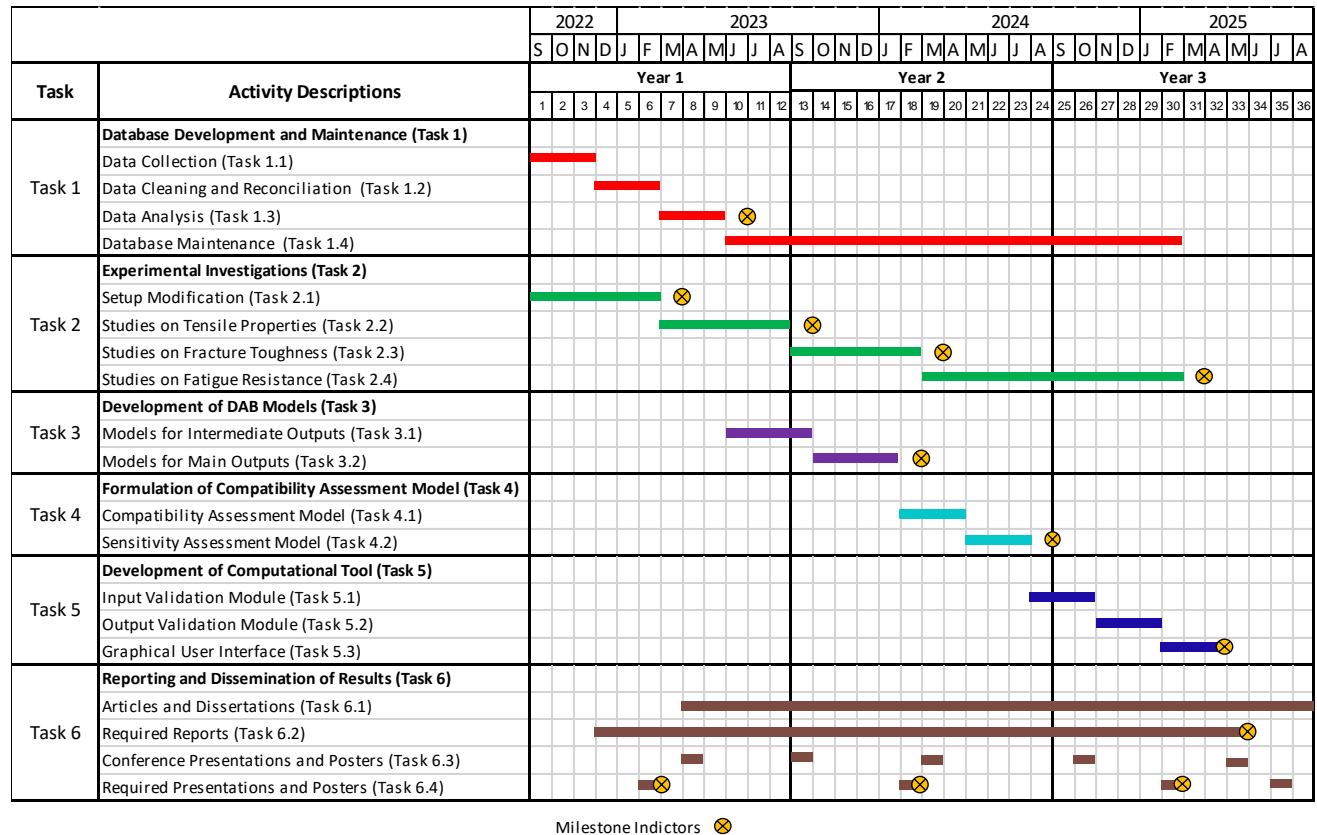 2022 2023 2024 2025
S O N D J F M A M J J A S O N D J F M A M J J A S O N D J F M A M J J A
Task Activity Descriptions Year 1 Year 2 Year 3
1 2 3 4 5 6 7 8 9 10 11 12 13 14 15 16 17 18 19 20 21 22 23 24 25 26 27 28 29 30 31 32 33 34 35 36
Task 1
Database Development and Maintenance (Task 1)
Data Collection (Task 1.1)
Data Cleaning and Reconciliation (Task 1.2)
Data Analysis (Task 1.3)
Database Maintenance (Task 1.4)
Task 2
Experimental Investigations (Task 2)
Setup Modification (Task 2.1)
Studies on Tensile Properties (Task 2.2)
Studies on Fracture Toughness (Task 2.3)
Studies on Fatigue Resistance (Task 2.4)
Task 3
Development of DAB Models (Task 3)
Models for Intermediate Outputs (Task 3.1)
Models for Main Outputs (Task 3.2)
Task 4
Formulation of Compatibility Assessment Model (Task 4)
Compatibility Assessment Model (Task 4.1)
Sensitivity Assessment Model (Task 4.2)
Task 5
Development of Computational Tool (Task 5)
Input Validation Module (Task 5.1)
Output Validation Module (Task 5.2)
Graphical User Interface (Task 5.3)
Task 6
Reporting and Dissemination of Results (Task 6)
Articles and Dissertations (Task 6.1)
Required Reports (Task 6.2)
Conference Presentations and Posters (Task 6.3)
Required Presentations and Posters (Task 6.4)
Milestone Indictors